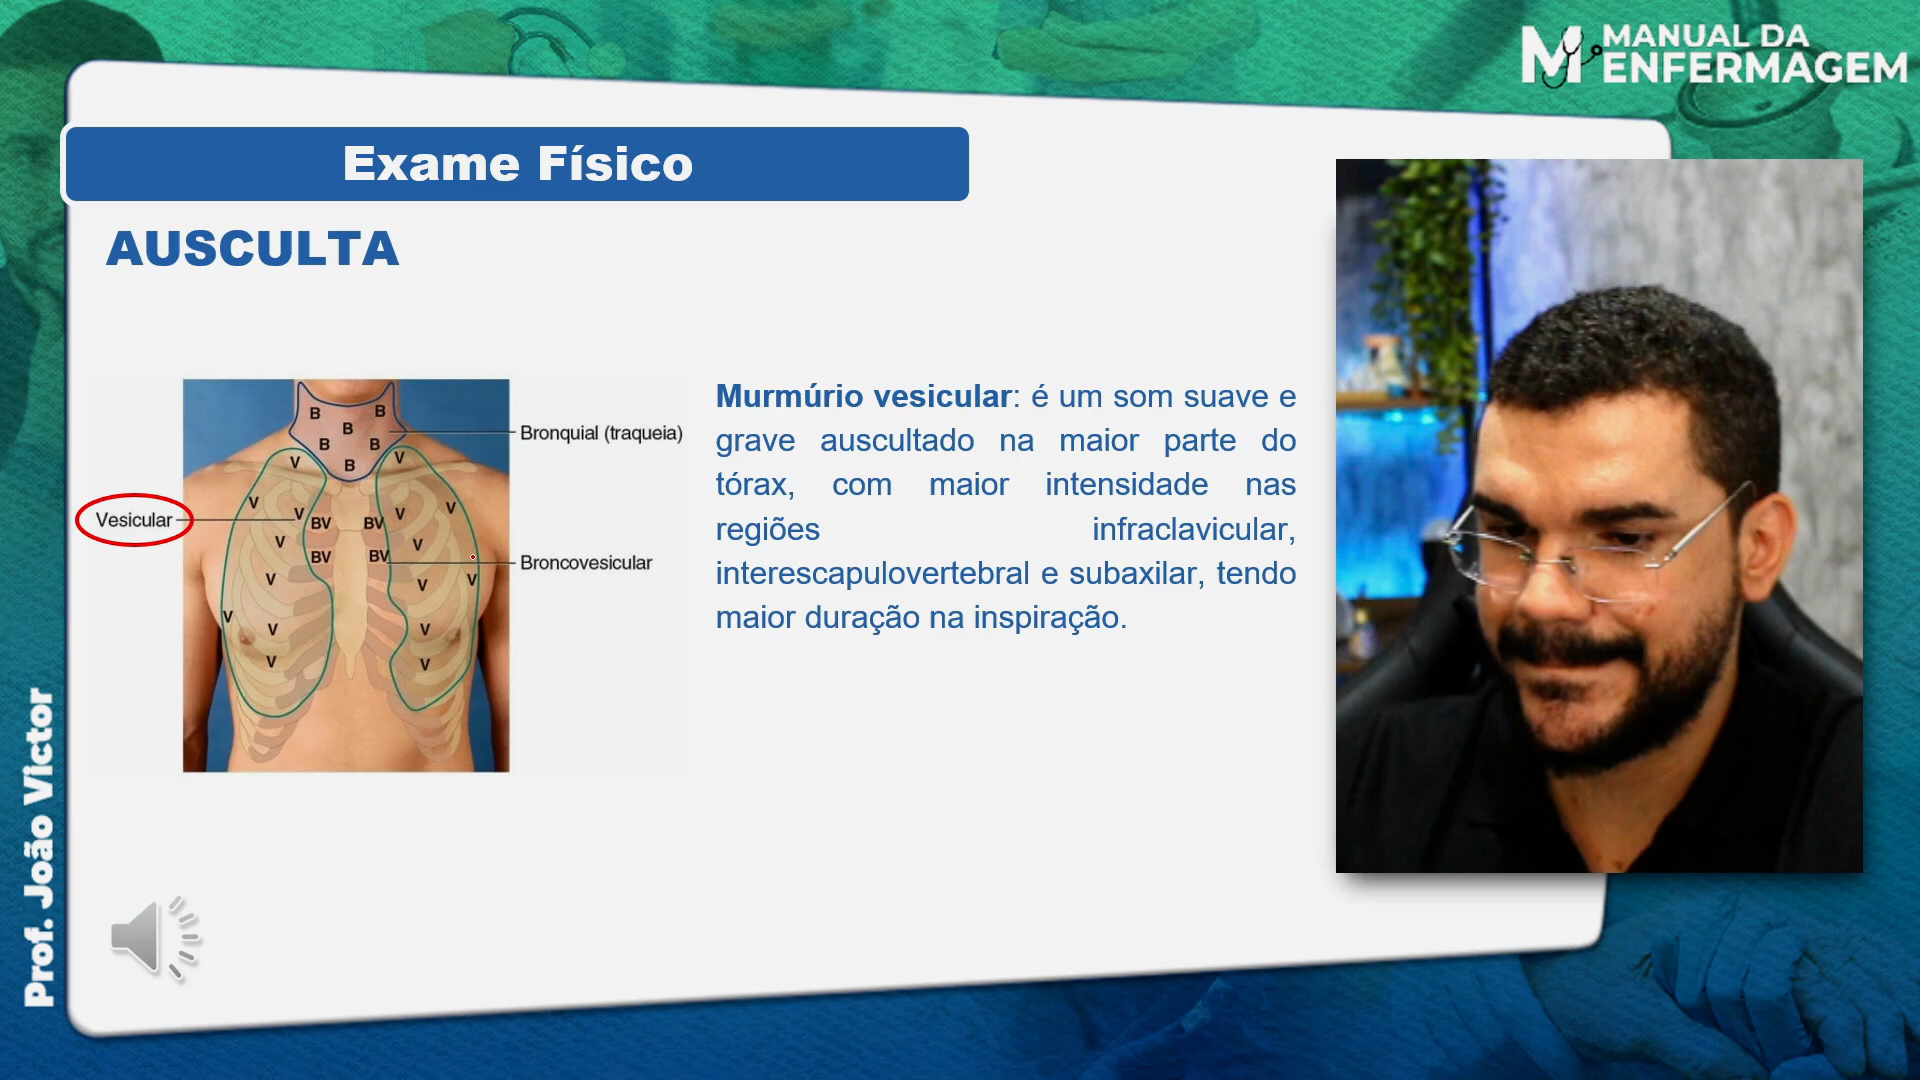 MANUAL DA
ENFERMAGEM
Exame Físico
AUSCULTA
B
B
B
B
B
B
Bronquial (traqueia)
V
V
V
V
V
V
V
Vesicular
BV
BV
V
V
BV
BV
Broncovesicular
V
V
V
V
V
V
V
V
Murmúrio vesicular: é um som suave e
grave auscultado na maior parte do
tórax, com maior intensidade nas
regiões infraclavicular,
interescapulovertebral e subaxilar, tendo
maior duração na inspiração.
Prof. João Victor